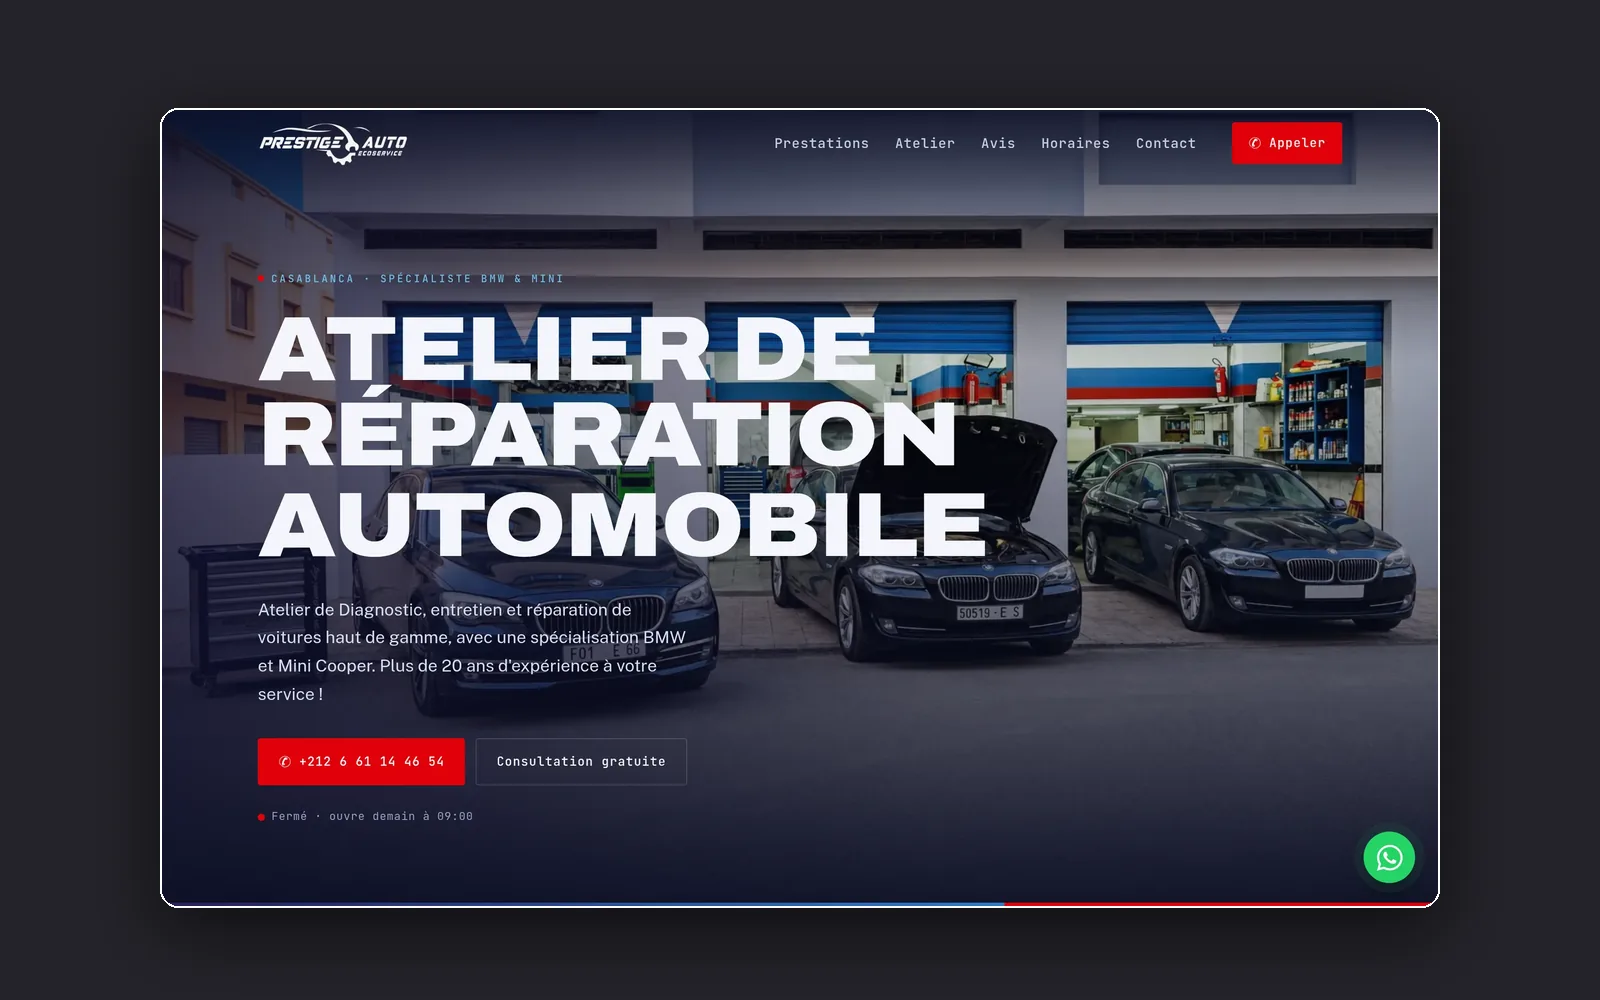 PRESTIGE AUTO
ECOSERVICE
Prestations Atelier Avis Horaires Contact ✆ Appeler
CASABLANCA · SPÉCIALISTE BMW & MINI
ATELIER DE
RÉPARATION
AUTOMOBILE
Atelier de Diagnostic, entretien et réparation de
voitures haut de gamme, avec une spécialisation BMW
et Mini Cooper. Plus de 20 ans d'expérience à votre
service !
F01 E 66
50519 - E S
✆ +212 6 61 14 46 54
Consultation gratuite
Fermé · ouvre demain à 09:00